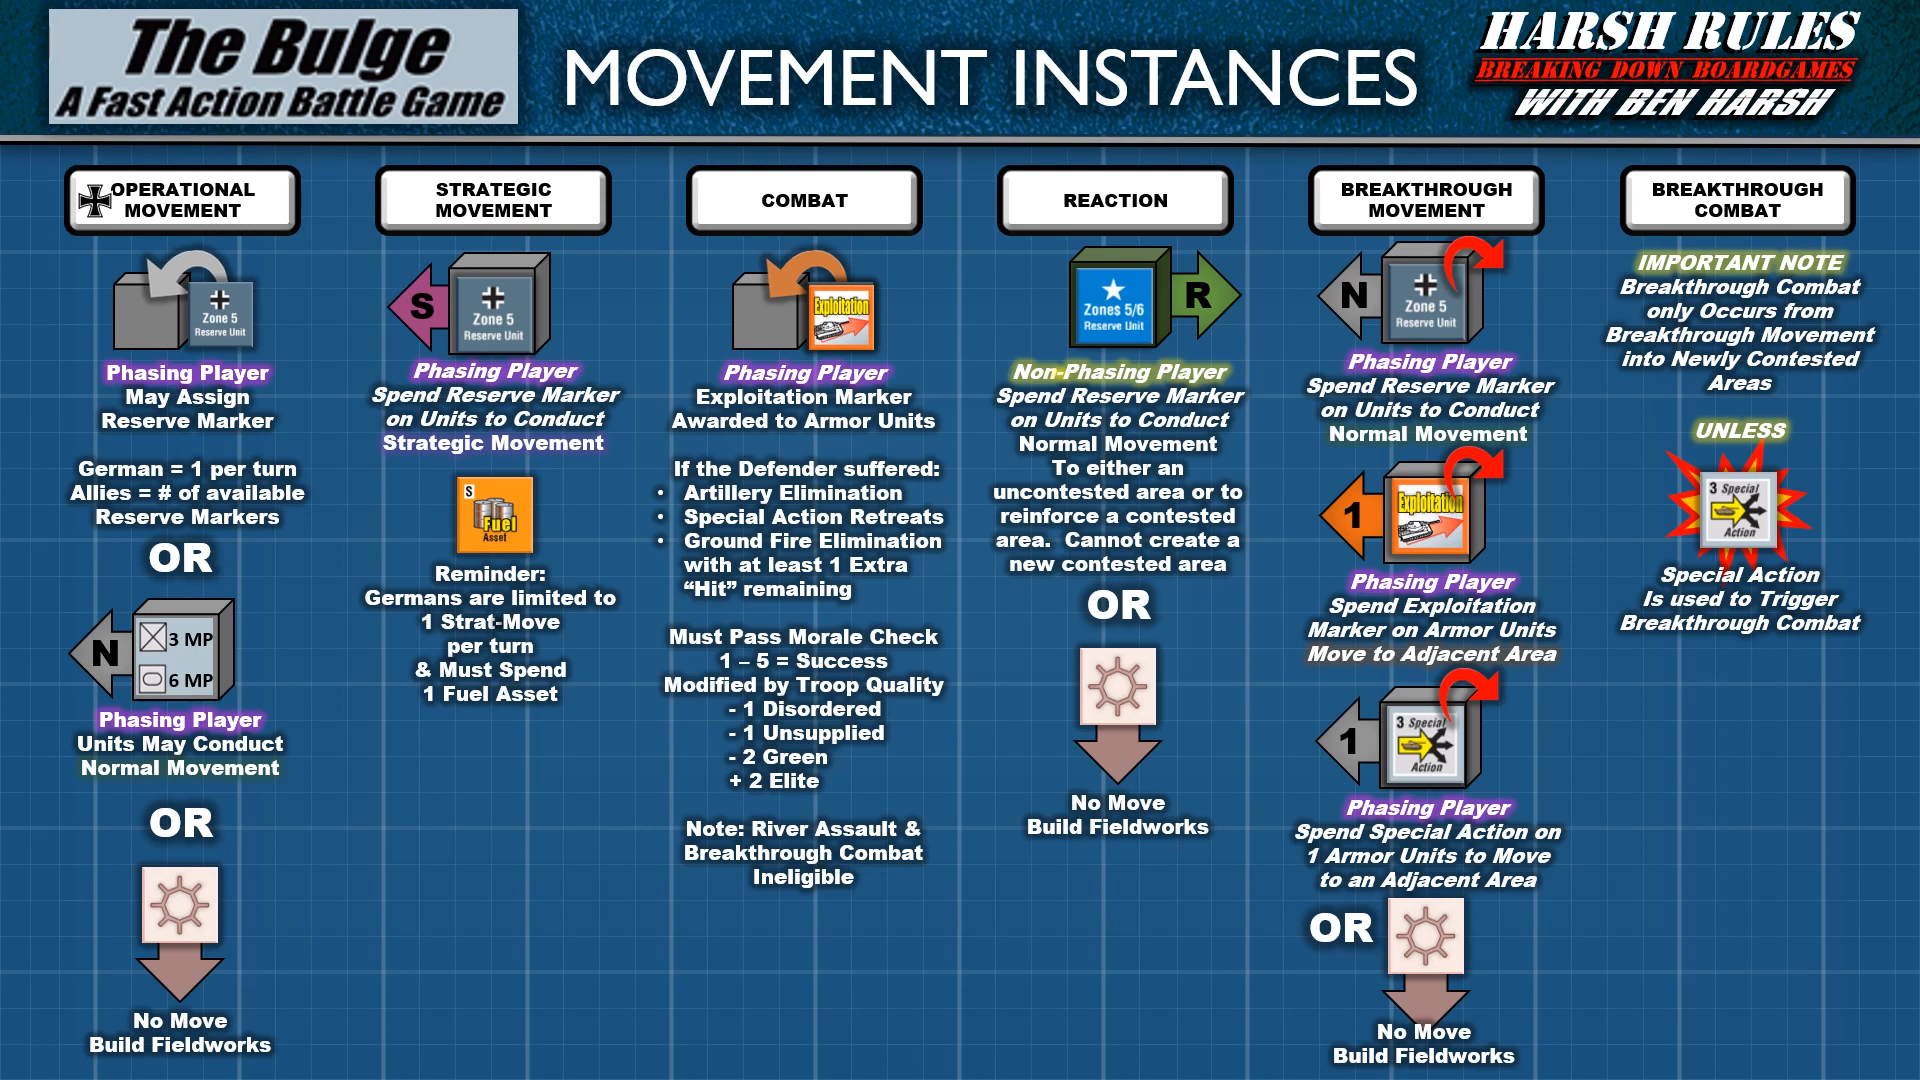 The Bulge
A Fast Action Battle Game
MOVEMENT INSTANCES
HARSH RULES
BREAKING DOWN BOARDGAMES
WITH BEN HARSH
OPERATIONAL
MOVEMENT
Zone 5
Reserve Unit
Phasing Player
May Assign
Reserve Marker
German = 1 per turn
Allies = # of available
Reserve Markers
OR
N
3 MP
6 MP
Phasing Player
Units May Conduct
Normal Movement
OR
No Move
Build Fieldworks
STRATEGIC
MOVEMENT
S
Zone 5
Reserve Unit
Phasing Player
Spend Reserve Marker
on Units to Conduct
Strategic Movement
S
Fuel
Asset
Reminder:
Germans are limited to
1 Strat-Move
per turn
& Must Spend
1 Fuel Asset
COMBAT
Exploitation
Phasing Player
Exploitation Marker
Awarded to Armor Units
If the Defender suffered:
• Artillery Elimination
• Special Action Retreats
• Ground Fire Elimination
with at least 1 Extra
“Hit” remaining
Must Pass Morale Check
1 – 5 = Success
Modified by Troop Quality
- 1 Disordered
- 1 Unsupplied
- 2 Green
+ 2 Elite
Note: River Assault &
Breakthrough Combat
Ineligible
REACTION
Zones 5/6
Reserve Unit
R
Non-Phasing Player
Spend Reserve Marker
on Units to Conduct
Normal Movement
To either an
uncontested area or to
reinforce a contested
area.  Cannot create a
new contested area
OR
No Move
Build Fieldworks
BREAKTHROUGH
MOVEMENT
N
Zone 5
Reserve Unit
Phasing Player
Spend Reserve Marker
on Units to Conduct
Normal Movement
1
Exploitation
Phasing Player
Spend Exploitation
Marker on Armor Units
Move to Adjacent Area
1
3 Special
Action
Phasing Player
Spend Special Action on
1 Armor Units to Move
to an Adjacent Area
OR
No Move
Build Fieldworks
BREAKTHROUGH
COMBAT
IMPORTANT NOTE
Breakthrough Combat
only Occurs from
Breakthrough Movement
into Newly Contested
Areas
UNLESS
3 Special
Action
Special Action
Is used to Trigger
Breakthrough Combat